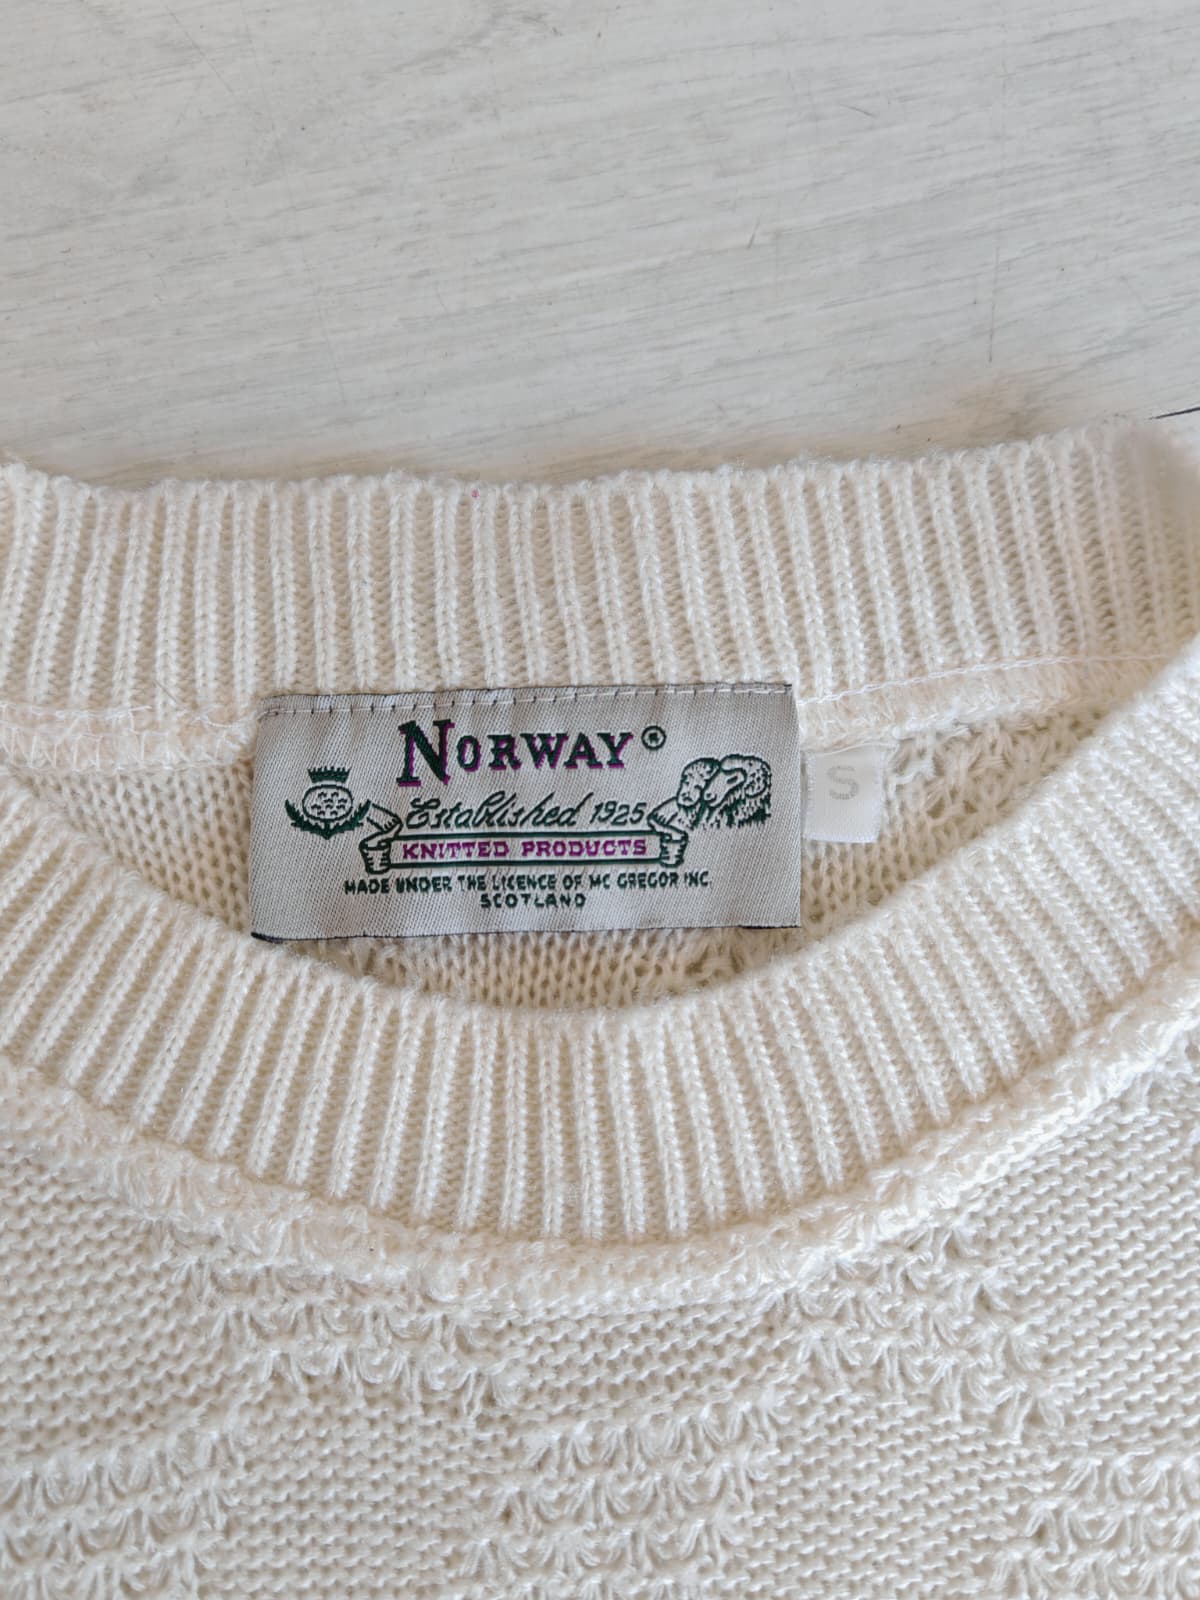 NORWAY®
Established 1925
KNITTED PRODUCTS
MADE UNDER THE LICENCE OF MC GREGOR INC.
SCOTLAND
S